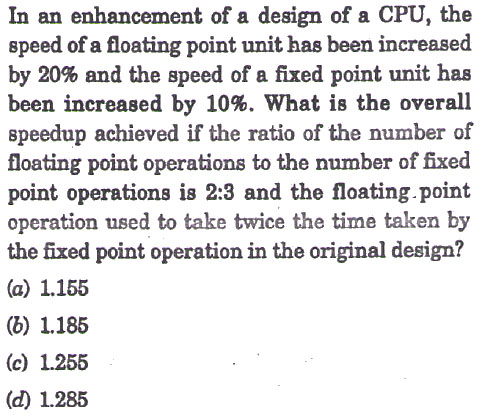 In an enhancement of a design of a CPU, the
speed of a floating point unit has been increased
by 20% and the speed of a fixed point unit has
been increased by 10%. What is the overall
speedup achieved if the ratio of the number of
floating point operations to the number of fixed
point operations is 2:3 and the floating point
operation used to take twice the time taken by
the fixed point operation in the original design?
(a) 1.155
(b) 1.185
(c) 1.255
(d) 1.285